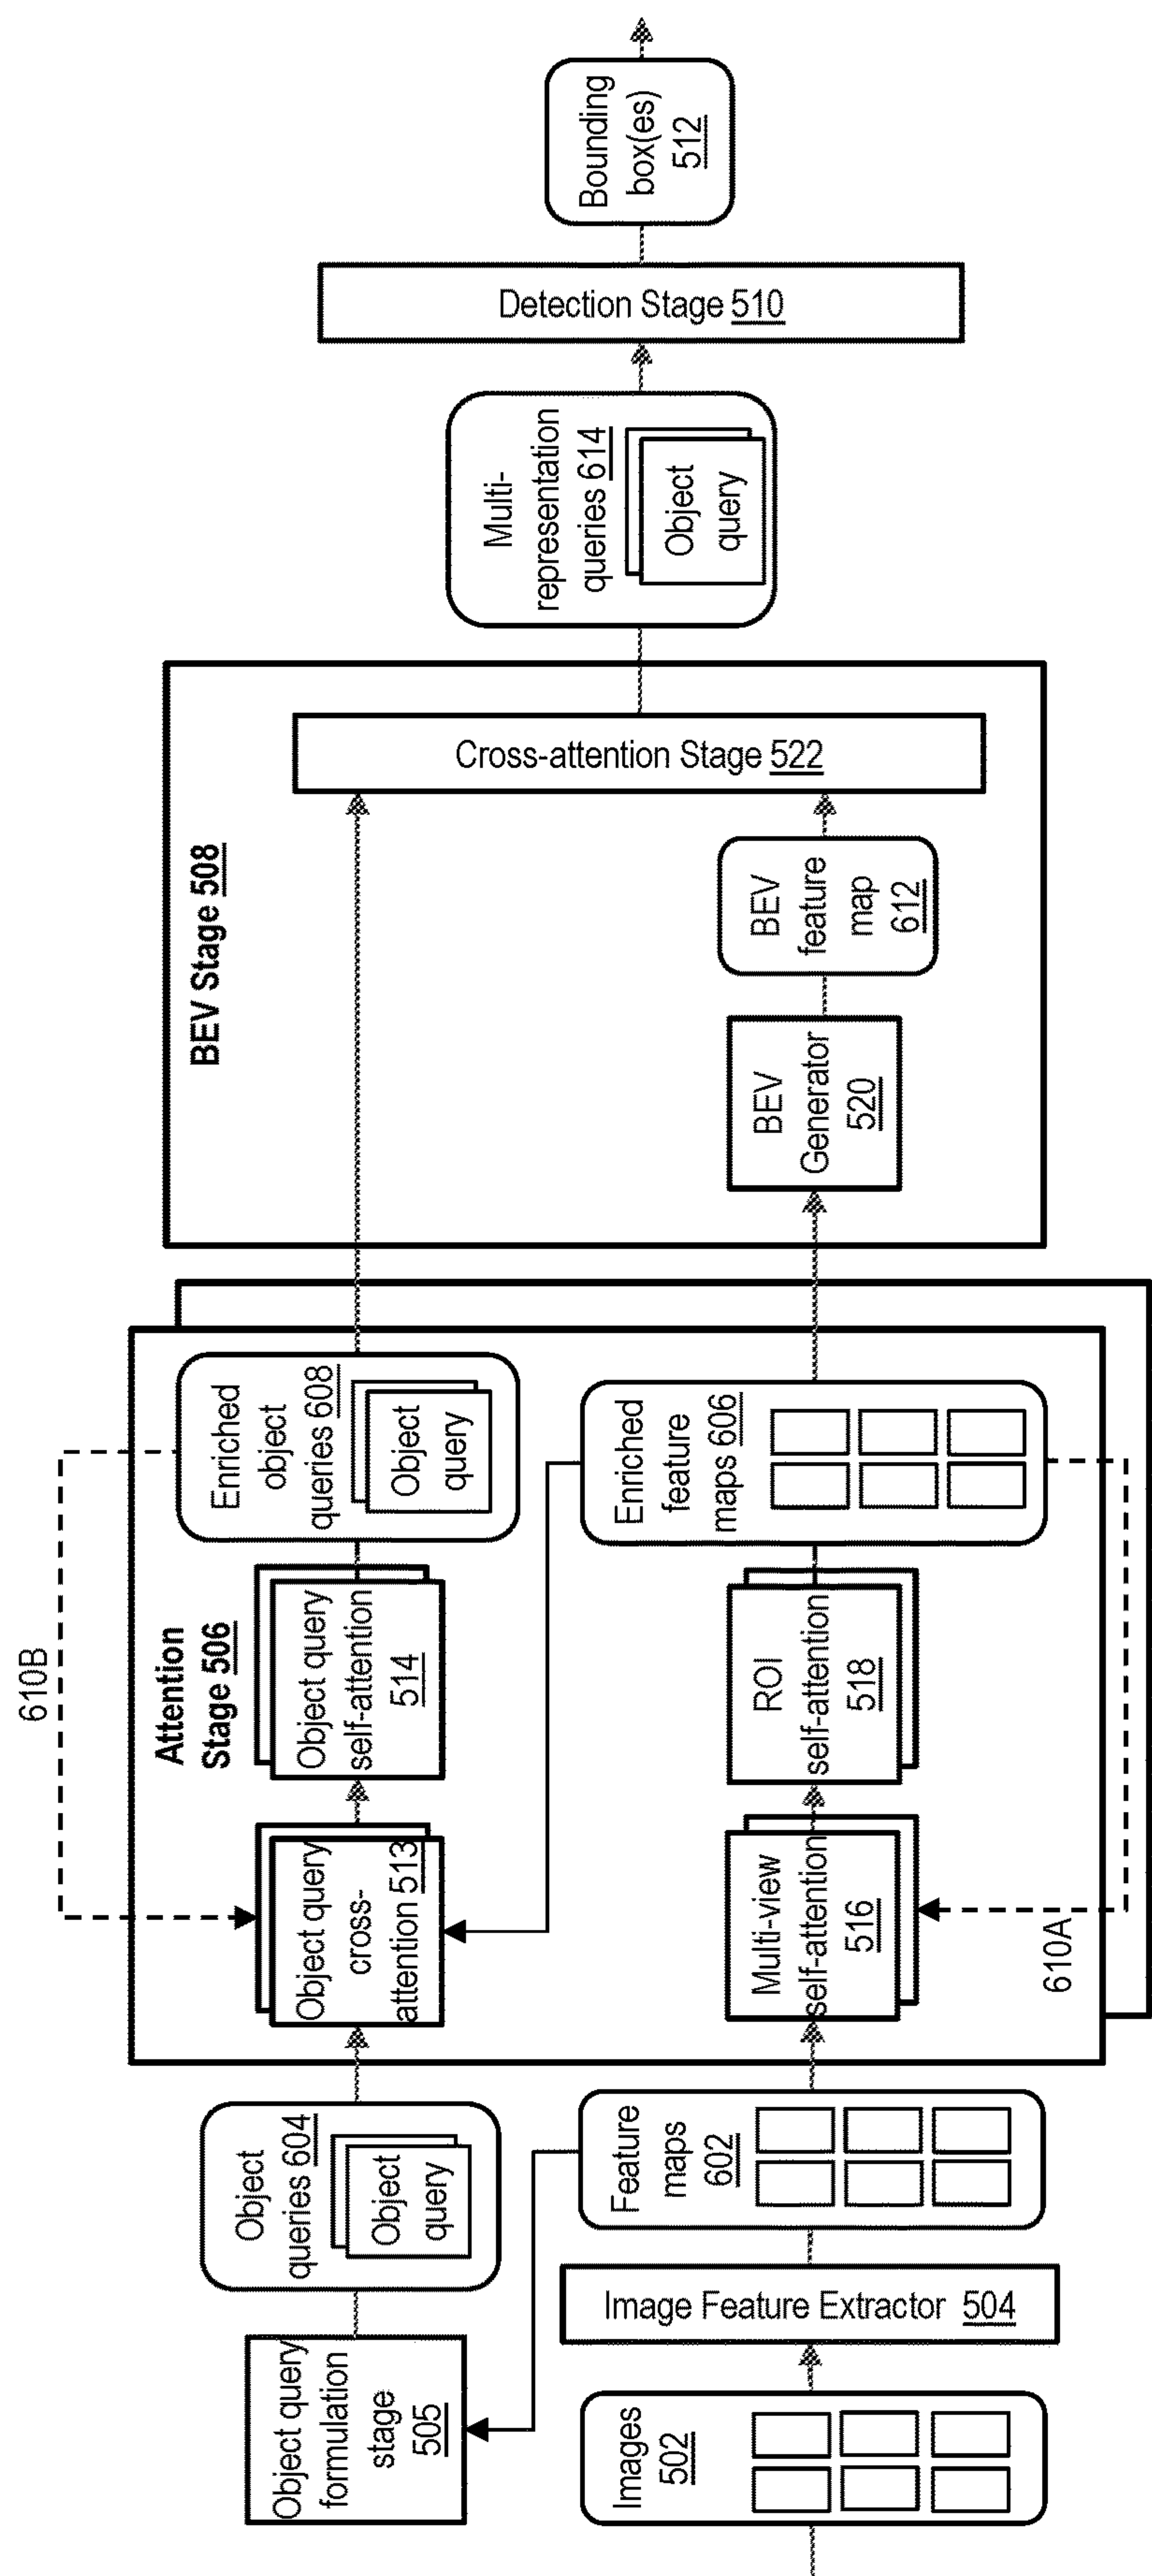 Object query
formulation
stage
505
Images
502
Image Feature Extractor 504
Object
queries 604
Object
query
Feature
maps
602
Attention
Stage 506
610B
Object query
cross-
attention 513
Object query
self-attention
514
Enriched
object
queries 608
Object
query
Multi-view
self-attention
516
ROI
self-attention
518
Enriched
feature
maps 606
610A
BEV Stage 508
BEV
Generator
520
BEV
feature
map
612
Cross-attention Stage 522
Multi-
representation
queries 614
Object
query
Detection Stage 510
Bounding
box(es)
512